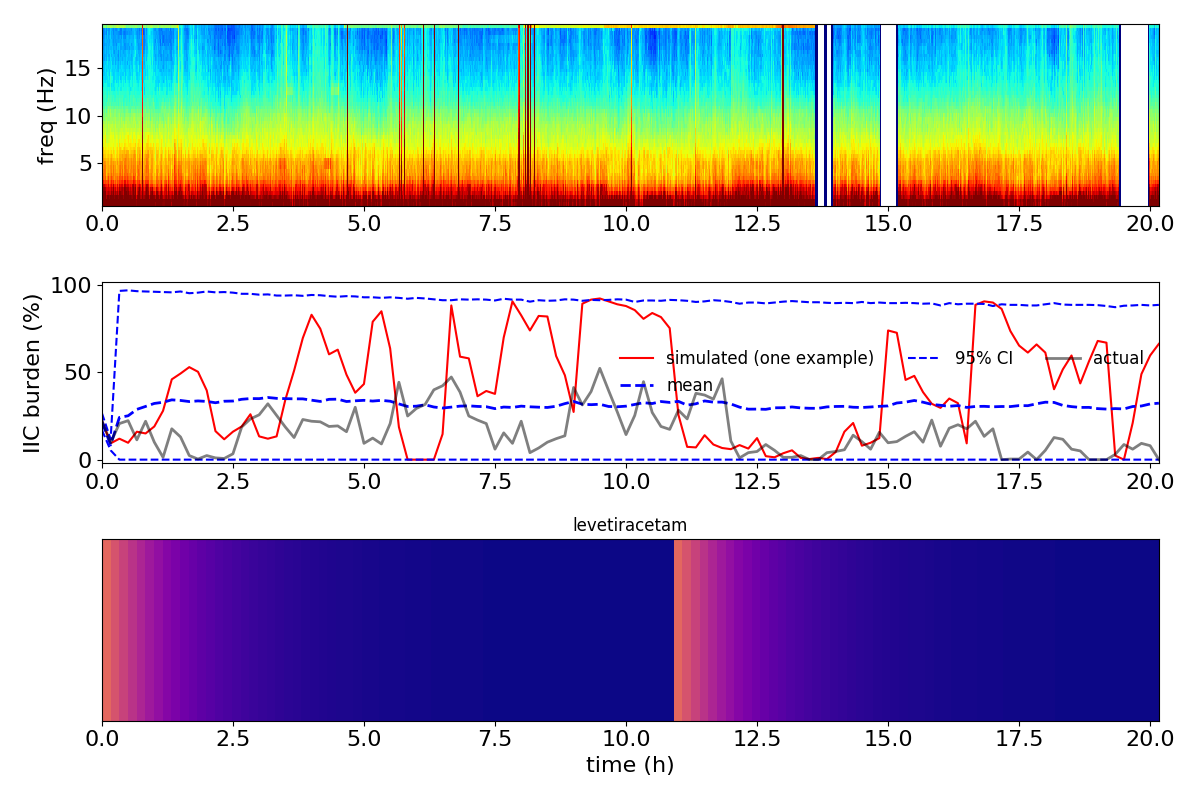 15
10
5
freq (Hz)
0.0 2.5 5.0 7.5 10.0 12.5 15.0 17.5 20.0
100
50
0
IIC burden (%)
simulated (one example) 95% CI actual
mean
0.0 2.5 5.0 7.5 10.0 12.5 15.0 17.5 20.0
levetiracetam
0.0 2.5 5.0 7.5 10.0 12.5 15.0 17.5 20.0
time (h)